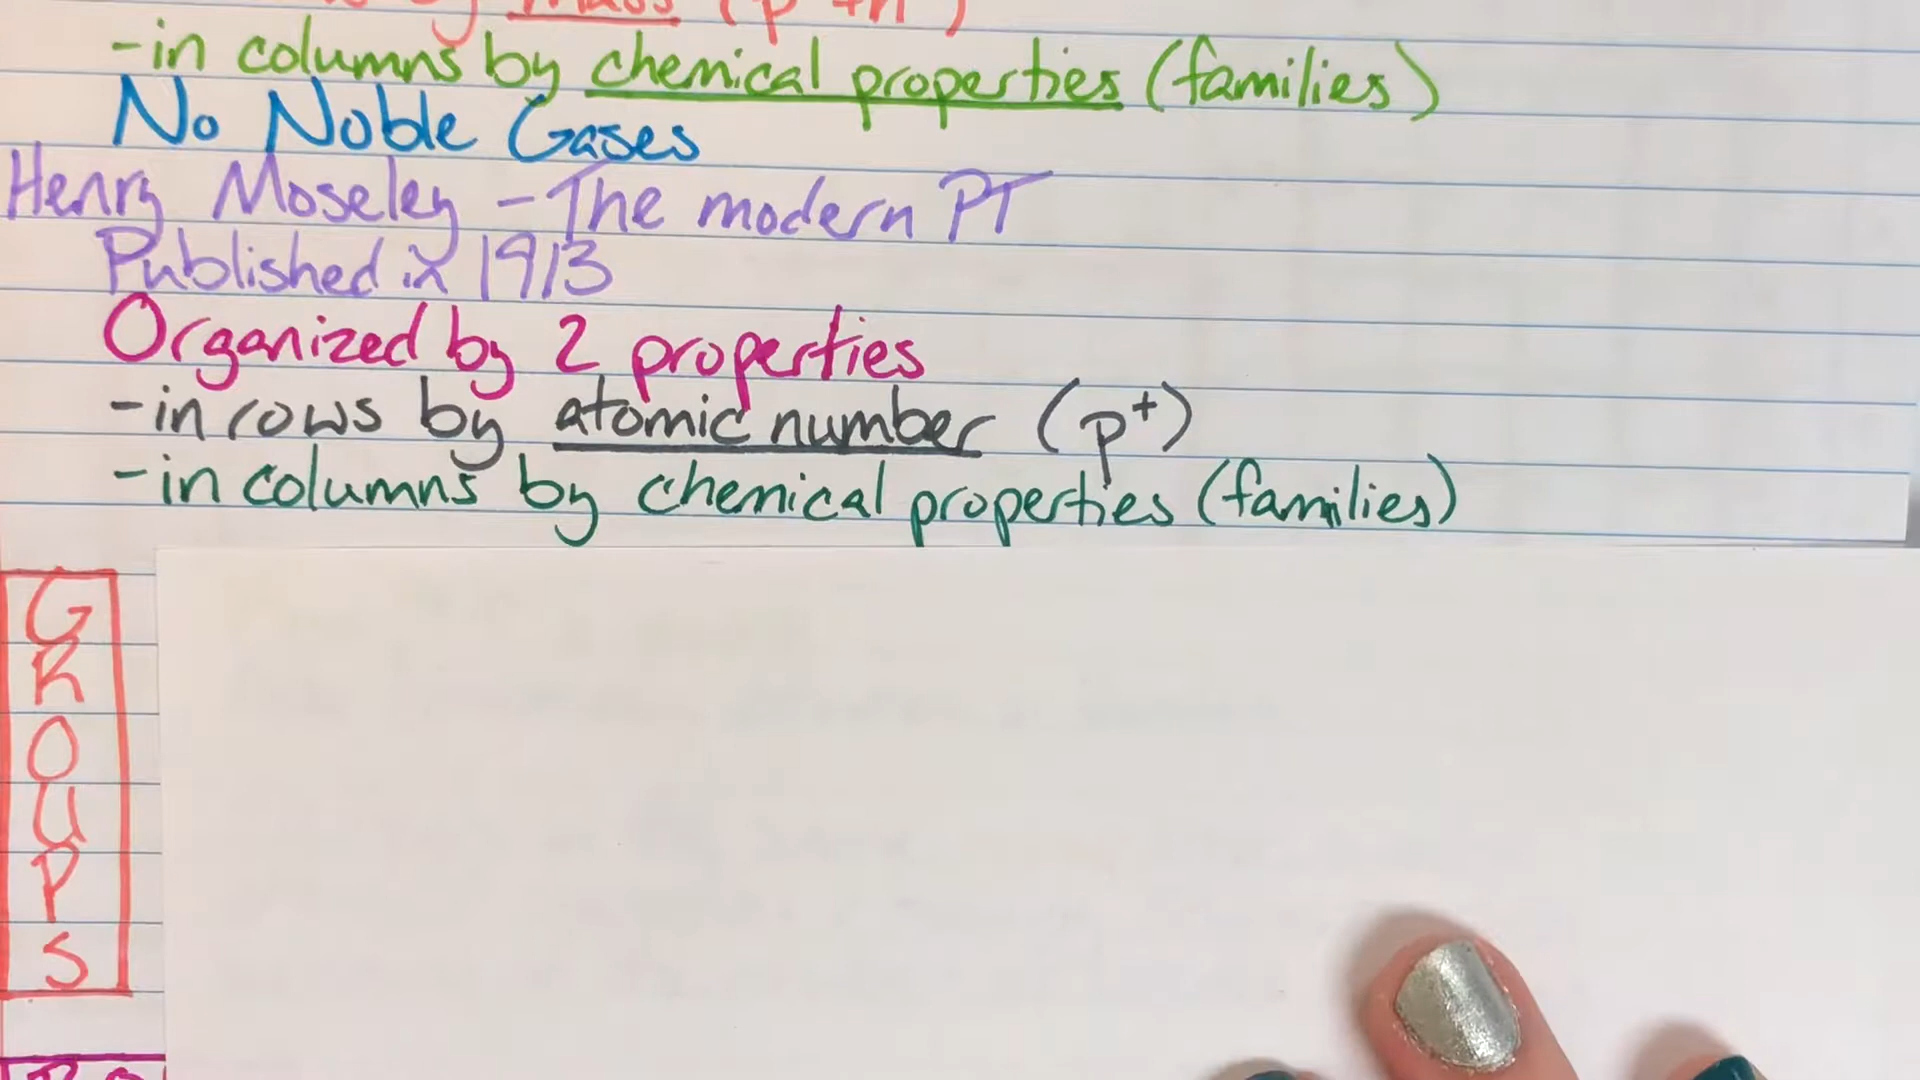 mass (p +n )
-in columns by chemical properties (families)
No Noble Gases
Henry Moseley - The modern PT
Published in 1913
Organized by 2 properties
-in rows by atomic number (p+)
-in columns by chemical properties (families)
GROUPS